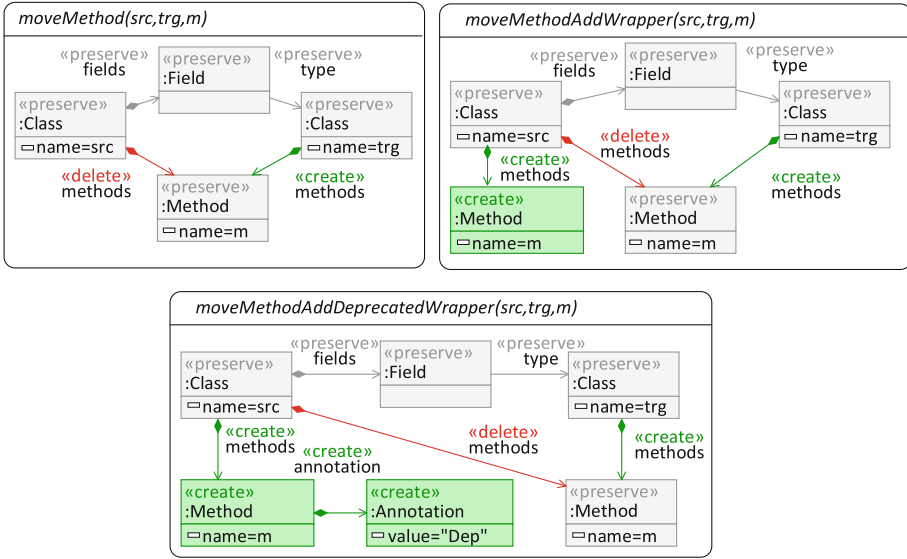 moveMethod(src,trg,m)
«preserve»
fields
«preserve»
:Field
«preserve»
type
«preserve»
:Class
name=src
«preserve»
:Class
name=trg
«delete»
methods
«preserve»
:Method
name=m
«create»
methods
moveMethodAddWrapper(src,trg,m)
«preserve»
fields
«preserve»
:Field
«preserve»
type
«preserve»
:Class
name=src
«preserve»
:Class
name=trg
«create»
methods
«delete»
methods
«create»
methods
«create»
:Method
name=m
«preserve»
:Method
name=m
moveMethodAddDeprecatedWrapper(src,trg,m)
«preserve»
fields
«preserve»
:Field
«preserve»
type
«preserve»
:Class
name=src
«preserve»
:Class
name=trg
«create»
methods
«create»
annotation
«delete»
methods
«create»
methods
«create»
:Method
name=m
«create»
:Annotation
value="Dep"
«preserve»
:Method
name=m